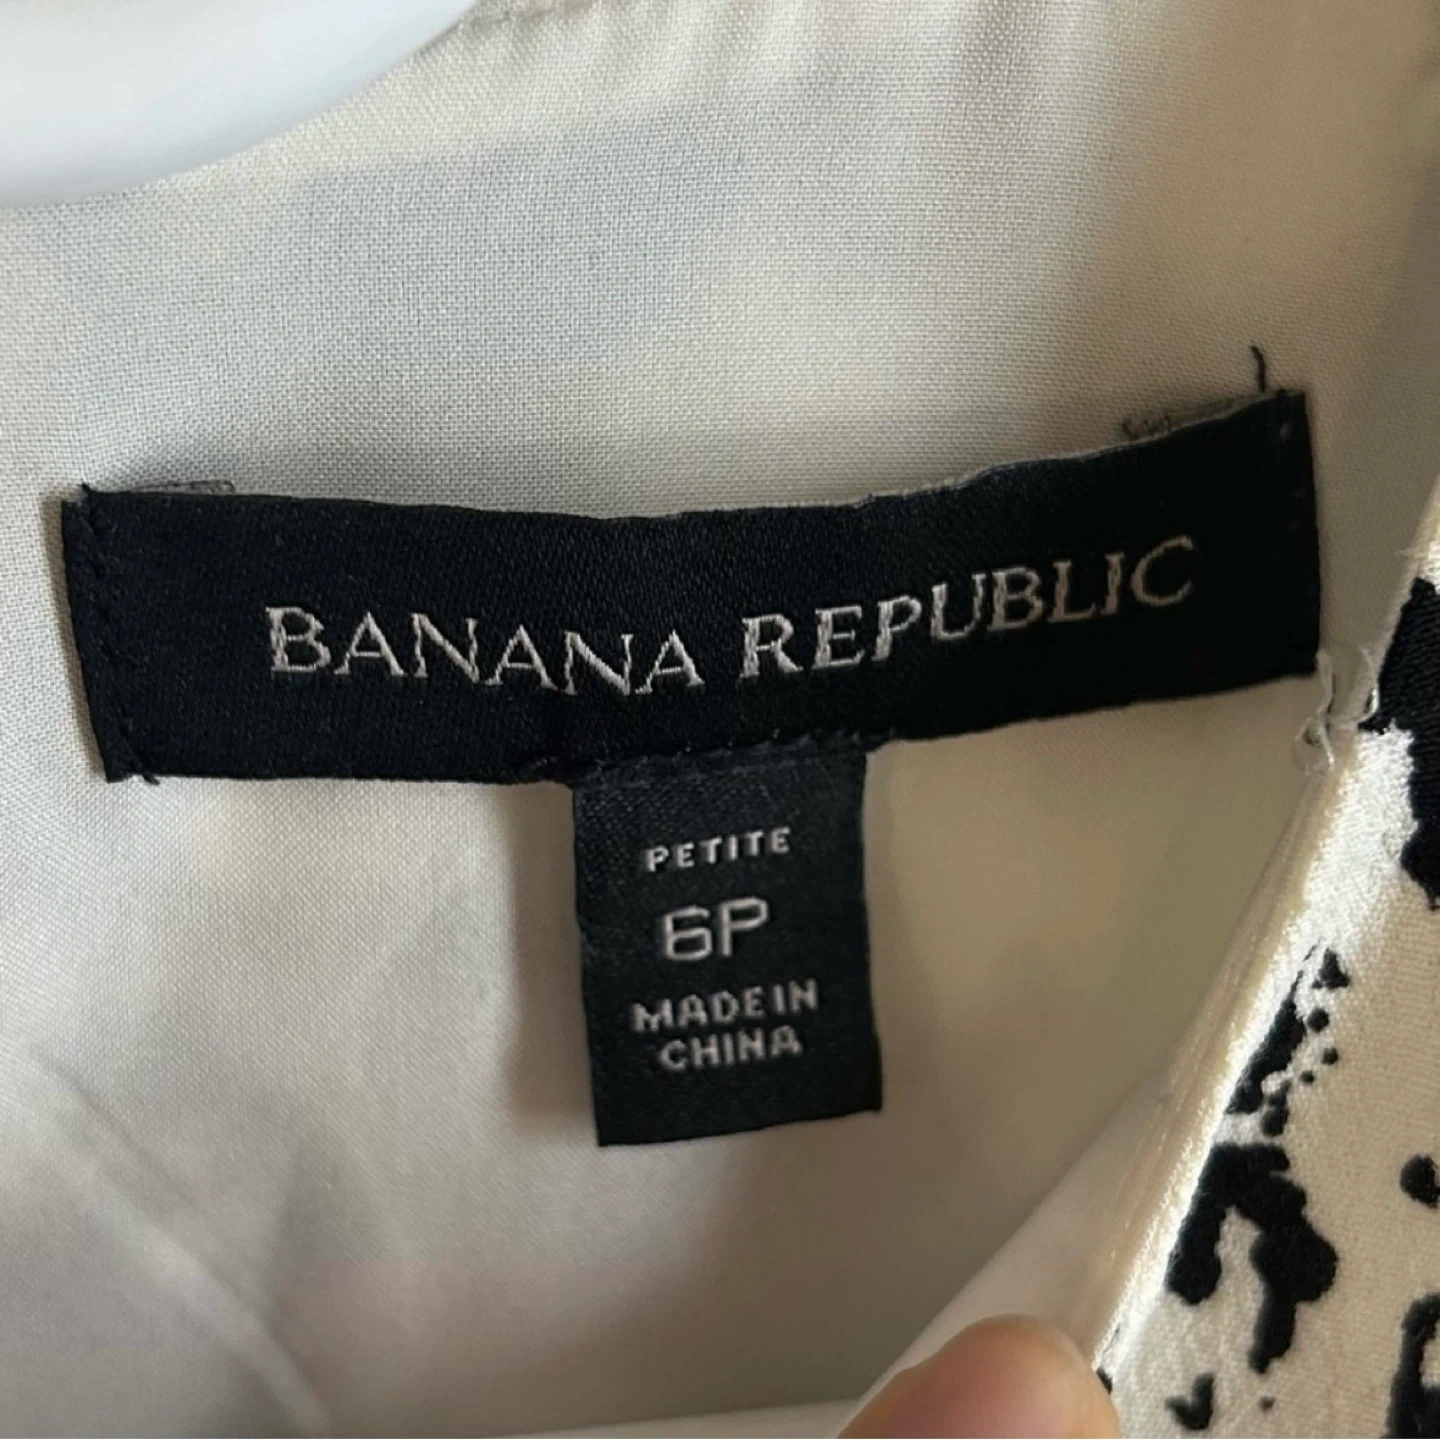 BANANA REPUBLIC
PETITE
6P
MADE IN
CHINA